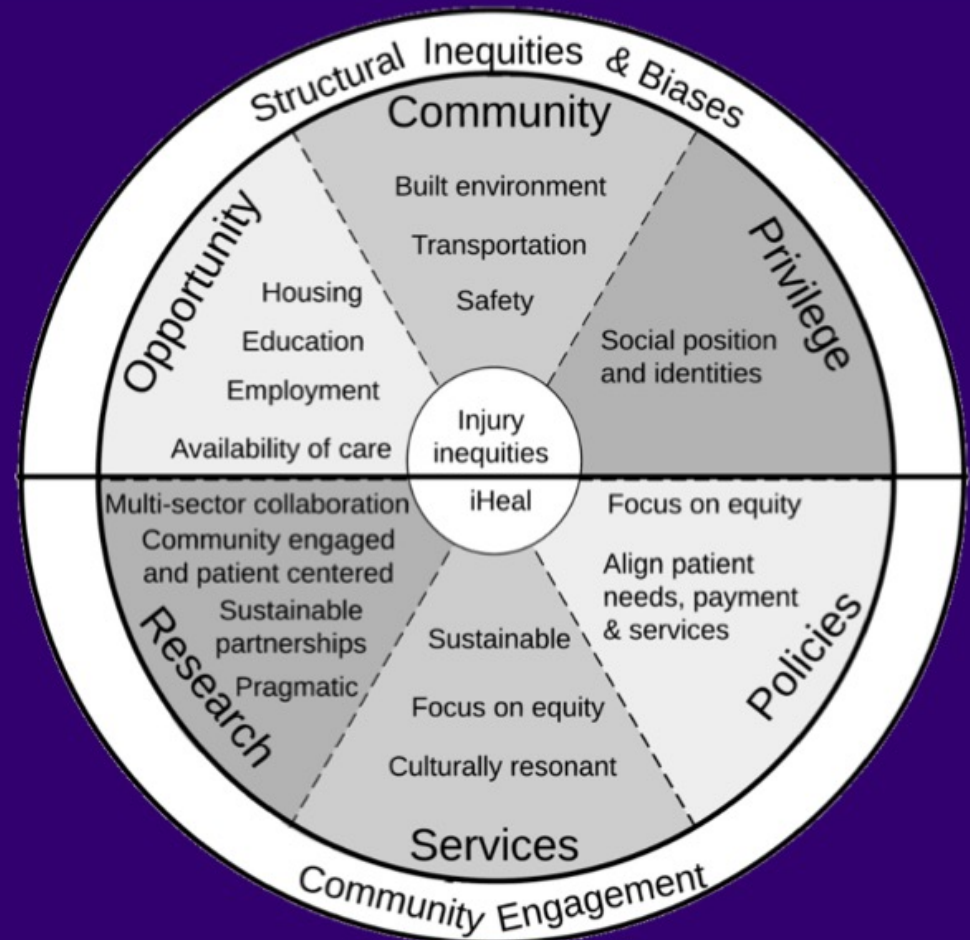 Structural Inequities & Biases
Community
Built environment
Transportation
Safety
Opportunity
Housing
Education
Employment
Availability of care
Privilege
Social position
and identities
Injury
inequities
iHeal
Multi-sector collaboration
Community engaged
and patient centered
Sustainable
partnerships
Pragmatic
Research
Sustainable
Focus on equity
Culturally resonant
Services
Focus on equity
Align patient
needs, payment
& services
Policies
Community Engagement